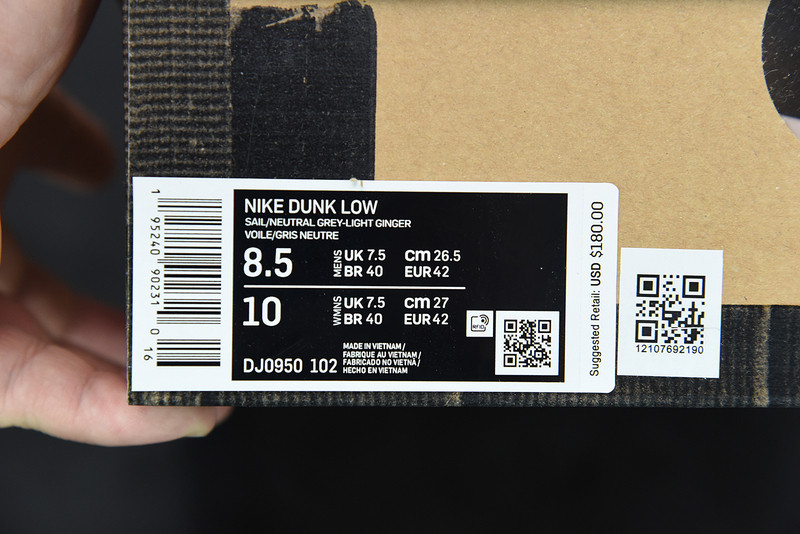 NIKE DUNK LOW
SAIL/NEUTRAL GREY-LIGHT GINGER
VOILE/GRIS NEUTRE
8.5 MENS UK 7.5 cm 26.5
BR 40 EUR 42
10 WMNS UK 7.5 cm 27
BR 40 EUR 42
DJ0950 102
MADE IN VIETNAM/
FABRIQUE AU VIETNAM/
FABRICADO NO VIETNÃ/
HECHO EN VIETNAM
1 95240 90231 0 16
Suggested Retail: USD $180.00
12107692190